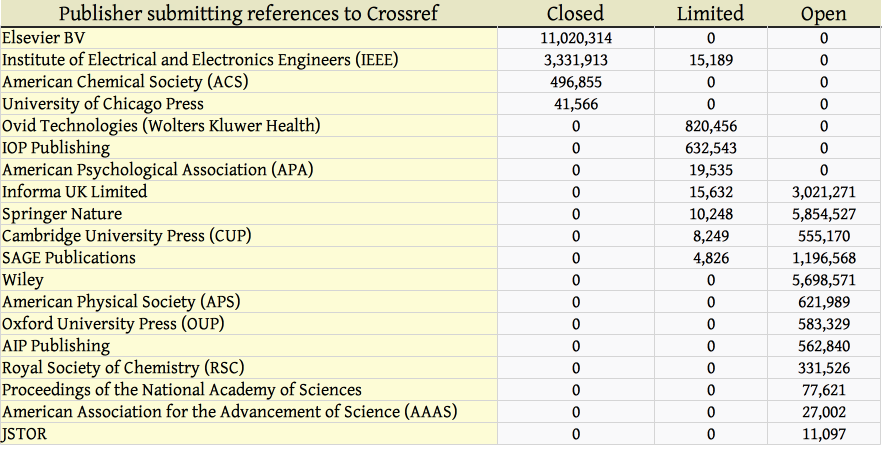 Publisher submitting references to Crossref Closed Limited Open
Elsevier BV 11,020,314 0 0
Institute of Electrical and Electronics Engineers (IEEE) 3,331,913 15,189 0
American Chemical Society (ACS) 496,855 0 0
University of Chicago Press 41,566 0 0
Ovid Technologies (Wolters Kluwer Health) 0 820,456 0
IOP Publishing 0 632,543 0
American Psychological Association (APA) 0 19,535 0
Informa UK Limited 0 15,632 3,021,271
Springer Nature 0 10,248 5,854,527
Cambridge University Press (CUP) 0 8,249 555,170
SAGE Publications 0 4,826 1,196,568
Wiley 0 0 5,698,571
American Physical Society (APS) 0 0 621,989
Oxford University Press (OUP) 0 0 583,329
AIP Publishing 0 0 562,840
Royal Society of Chemistry (RSC) 0 0 331,526
Proceedings of the National Academy of Sciences 0 0 77,621
American Association for the Advancement of Science (AAAS) 0 0 27,002
JSTOR 0 0 11,097